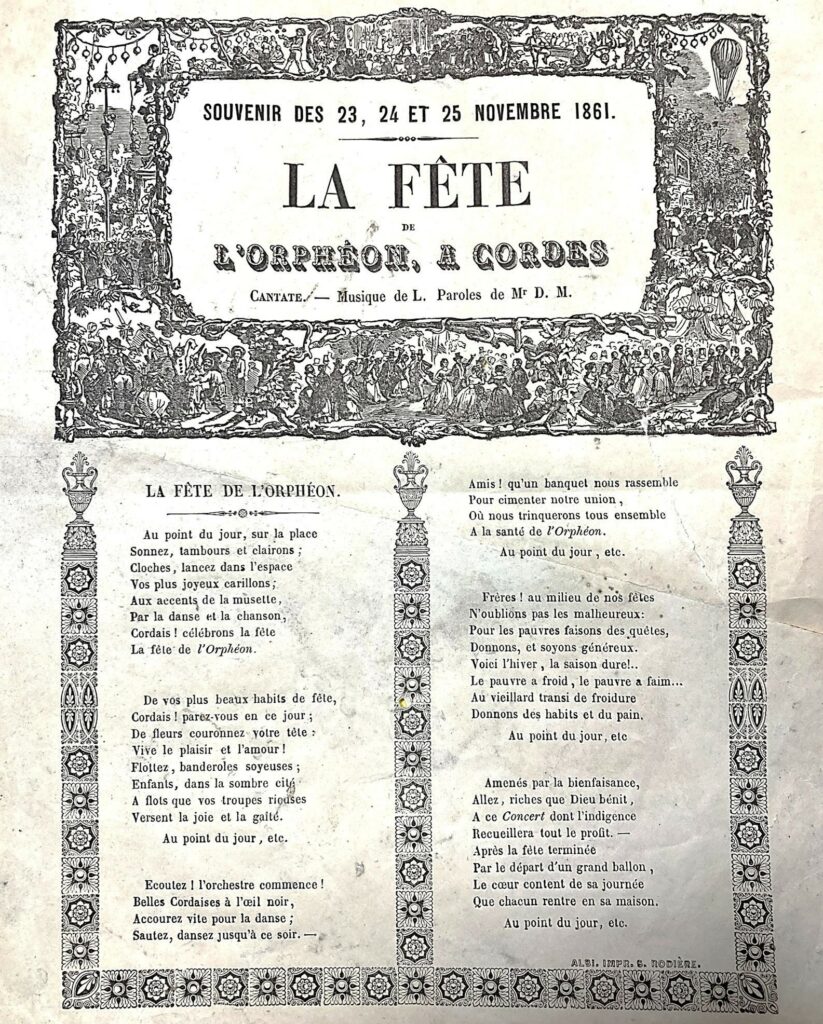 SOUVENIR DES 23, 24 ET 25 NOVEMBRE 1861.
LA FÊTE
DE
L'ORPHÉON, A CORDES
CANTATE. — Musique de L. Paroles de Mr D. M.
LA FÊTE DE L'ORPHÉON.
Au point du jour, sur la place
Sonnez, tambours et clairons ;
Cloches, lancez dans l'espace
Vos plus joyeux carillons ;
Aux accents de la musette,
Par la danse et la chanson,
Cordais ! célébrons la fête
La fête de l'Orphéon.
De vos plus beaux habits de fête,
Cordais ! parez-vous en ce jour ;
De fleurs couronnez votre tête :
Vive le plaisir et l'amour !
Flottez, banderoles soyeuses ;
Enfants, dans la sombre cité
A flots que vos troupes rieuses
Versent la joie et la gaîté.
Au point du jour, etc.
Ecoutez ! l'orchestre commence !
Belles Cordaises à l'œil noir,
Accourez vite pour la danse ;
Sautez, dansez jusqu'à ce soir. —
Amis ! qu'un banquet nous rassemble
Pour cimenter notre union,
Où nous trinquerons tous ensemble
A la santé de l'Orphéon.
Au point du jour, etc.
Frères ! au milieu de nos fêtes
N'oublions pas les malheureux:
Pour les pauvres faisons des quêtes,
Donnons, et soyons généreux.
Voici l'hiver, la saison dure!..
Le pauvre a froid, le pauvre a faim...
Au vieillard transi de froidure
Donnons des habits et du pain.
Au point du jour, etc
Amenés par la bienfaisance,
Allez, riches que Dieu bénit,
A ce Concert dont l'indigence
Recueillera tout le profit. —
Après la fête terminée
Par le départ d'un grand ballon,
Le cœur content de sa journée
Que chacun rentre en sa maison.
Au point du jour, etc.
ALBI. IMPR. S. RODIÈRE.